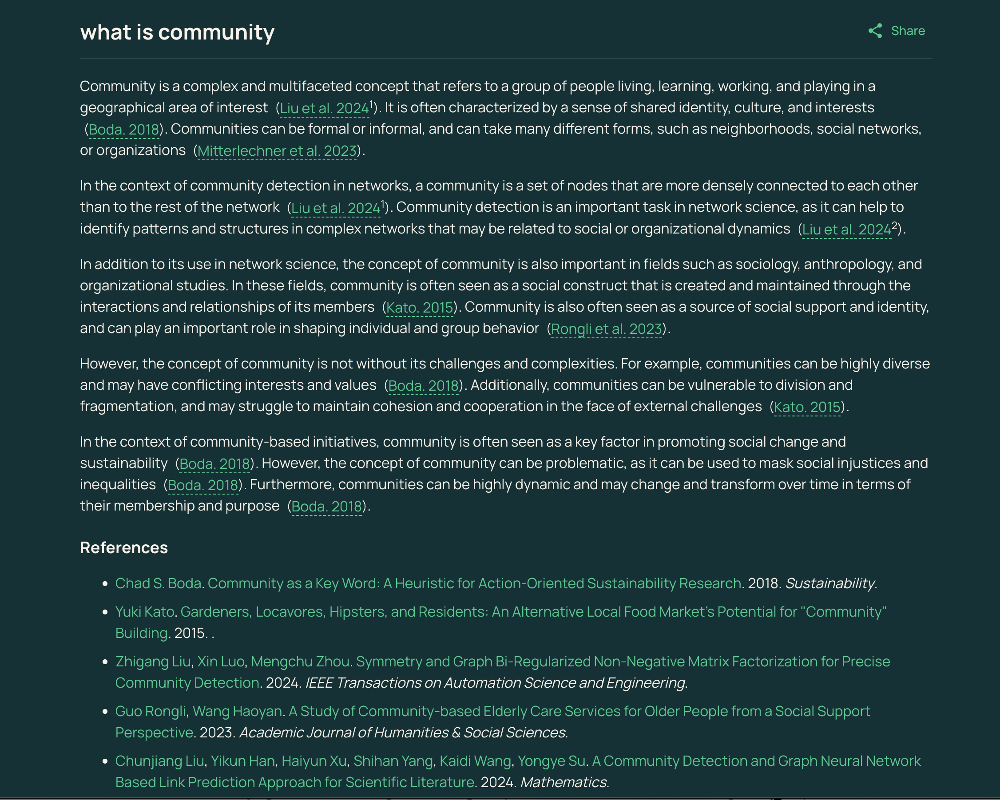 what is community
Share
Community is a complex and multifaceted concept that refers to a group of people living, learning, working, and playing in a
geographical area of interest (Liu et al. 2024¹). It is often characterized by a sense of shared identity, culture, and interests
(Boda. 2018). Communities can be formal or informal, and can take many different forms, such as neighborhoods, social networks,
or organizations (Mitterlechner et al. 2023).
In the context of community detection in networks, a community is a set of nodes that are more densely connected to each other
than to the rest of the network (Liu et al. 2024¹). Community detection is an important task in network science, as it can help to
identify patterns and structures in complex networks that may be related to social or organizational dynamics (Liu et al. 2024²).
In addition to its use in network science, the concept of community is also important in fields such as sociology, anthropology, and
organizational studies. In these fields, community is often seen as a social construct that is created and maintained through the
interactions and relationships of its members (Kato. 2015). Community is also often seen as a source of social support and identity,
and can play an important role in shaping individual and group behavior (Rongli et al. 2023).
However, the concept of community is not without its challenges and complexities. For example, communities can be highly diverse
and may have conflicting interests and values (Boda. 2018). Additionally, communities can be vulnerable to division and
fragmentation, and may struggle to maintain cohesion and cooperation in the face of external challenges (Kato. 2015).
In the context of community-based initiatives, community is often seen as a key factor in promoting social change and
sustainability (Boda. 2018). However, the concept of community can be problematic, as it can be used to mask social injustices and
inequalities (Boda. 2018). Furthermore, communities can be highly dynamic and may change and transform over time in terms of
their membership and purpose (Boda. 2018).
References
• Chad S. Boda. Community as a Key Word: A Heuristic for Action-Oriented Sustainability Research. 2018. Sustainability.
• Yuki Kato. Gardeners, Locavores, Hipsters, and Residents: An Alternative Local Food Market’s Potential for "Community"
Building. 2015. .
• Zhigang Liu, Xin Luo, Mengchu Zhou. Symmetry and Graph Bi-Regularized Non-Negative Matrix Factorization for Precise
Community Detection. 2024. IEEE Transactions on Automation Science and Engineering.
• Guo Rongli, Wang Haoyan. A Study of Community-based Elderly Care Services for Older People from a Social Support
Perspective. 2023. Academic Journal of Humanities & Social Sciences.
• Chunjiang Liu, Yikun Han, Haiyun Xu, Shihan Yang, Kaidi Wang, Yongye Su. A Community Detection and Graph Neural Network
Based Link Prediction Approach for Scientific Literature. 2024. Mathematics.